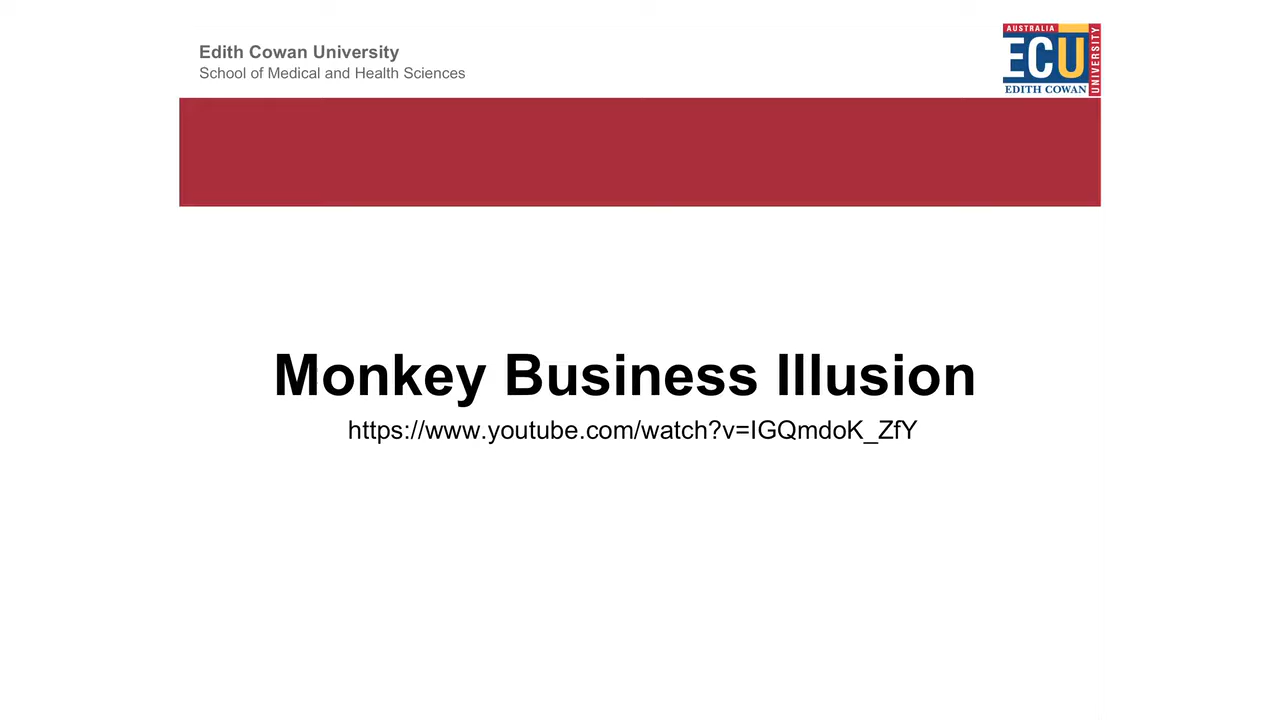 Edith Cowan University
School of Medical and Health Sciences
AUSTRALIA
ECU
EDITH COWAN
UNIVERSITY
Monkey Business Illusion
https://www.youtube.com/watch?v=IGQmdoK_ZfY